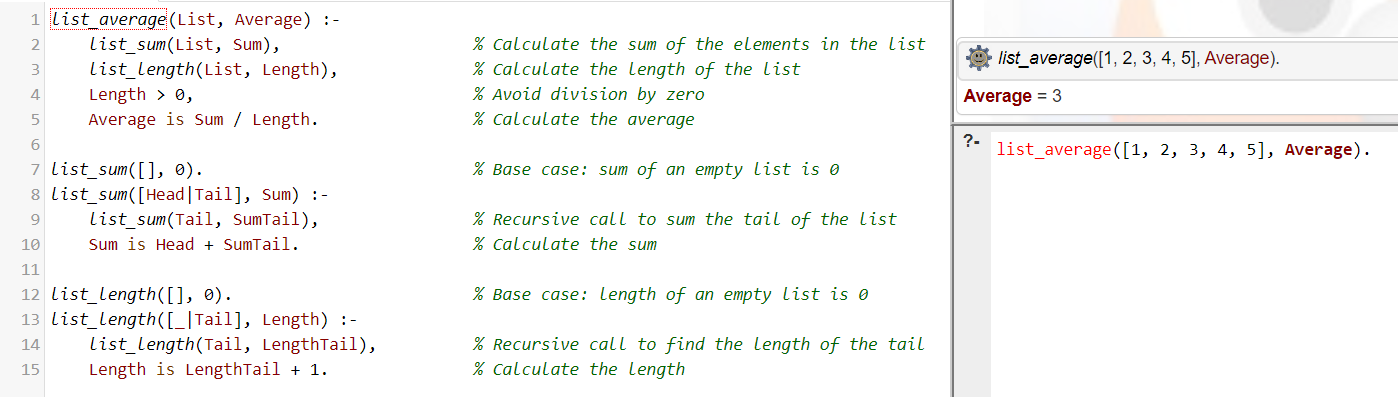 1 list_average(List, Average) :-
2 list_sum(List, Sum), % Calculate the sum of the elements in the list
3 list_length(List, Length), % Calculate the length of the list
4 Length > 0, % Avoid division by zero
5 Average is Sum / Length. % Calculate the average
6
7 list_sum([], 0). % Base case: sum of an empty list is 0
8 list_sum([Head|Tail], Sum) :-
9 list_sum(Tail, SumTail), % Recursive call to sum the tail of the list
10 Sum is Head + SumTail. % Calculate the sum
11
12 list_length([], 0). % Base case: length of an empty list is 0
13 list_length([_|Tail], Length) :-
14 list_length(Tail, LengthTail), % Recursive call to find the length of the tail
15 Length is LengthTail + 1. % Calculate the length
list_average([1, 2, 3, 4, 5], Average).
Average = 3
?- list_average([1, 2, 3, 4, 5], Average).